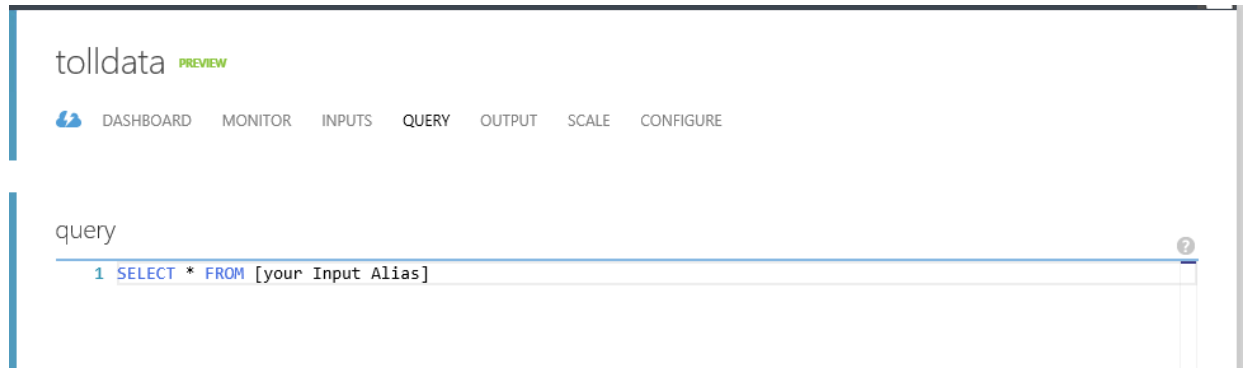 tolldata PREVIEW
DASHBOARD MONITOR INPUTS QUERY OUTPUT SCALE CONFIGURE
query
?
1 SELECT * FROM [your Input Alias]